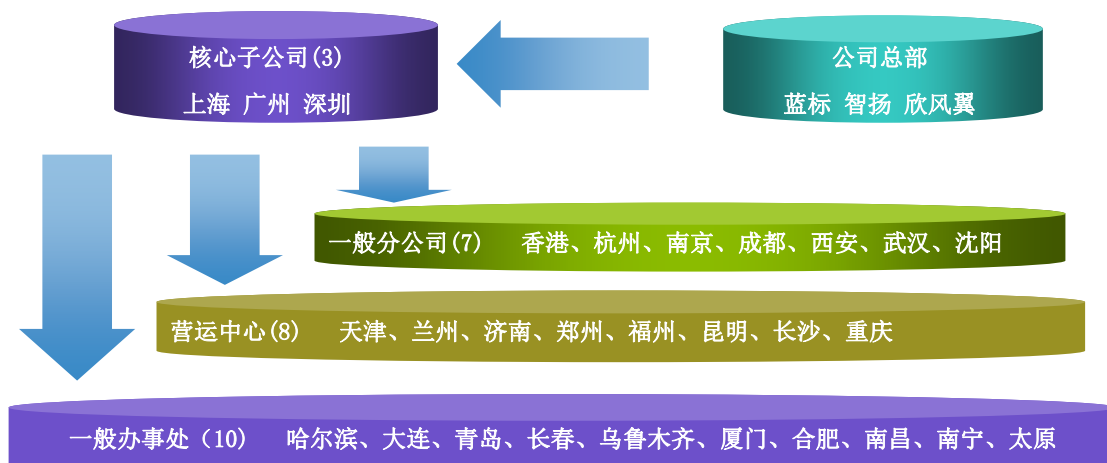 核心子公司(3)
上海 广州 深圳
公司总部
蓝标 智扬 欣风翼
一般分公司(7) 香港、杭州、南京、成都、西安、武汉、沈阳
营运中心(8) 天津、兰州、济南、郑州、福州、昆明、长沙、重庆
一般办事处（10） 哈尔滨、大连、青岛、长春、乌鲁木齐、厦门、合肥、南昌、南宁、太原